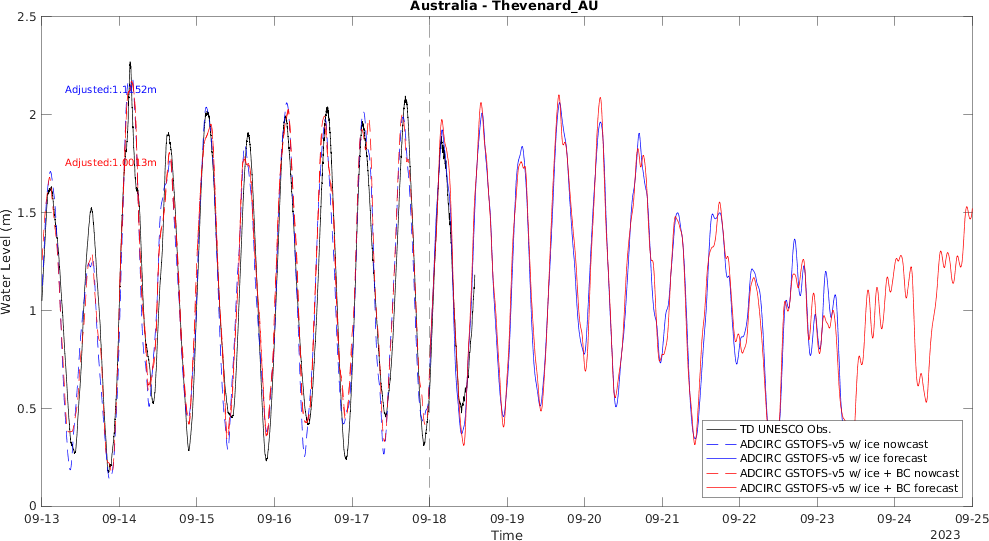 Australia - Thevenard_AU
Water Level (m)
2.5
2
1.5
1
0.5
0
Adjusted:1.1152m
Adjusted:1.0013m
TD UNESCO Obs.
ADCIRC GSTOFS-v5 w/ ice nowcast
ADCIRC GSTOFS-v5 w/ ice forecast
ADCIRC GSTOFS-v5 w/ ice + BC nowcast
ADCIRC GSTOFS-v5 w/ ice + BC forecast
09-13 09-14 09-15 09-16 09-17 09-18 09-19 09-20 09-21 09-22 09-23 09-24 09-25
Time
2023